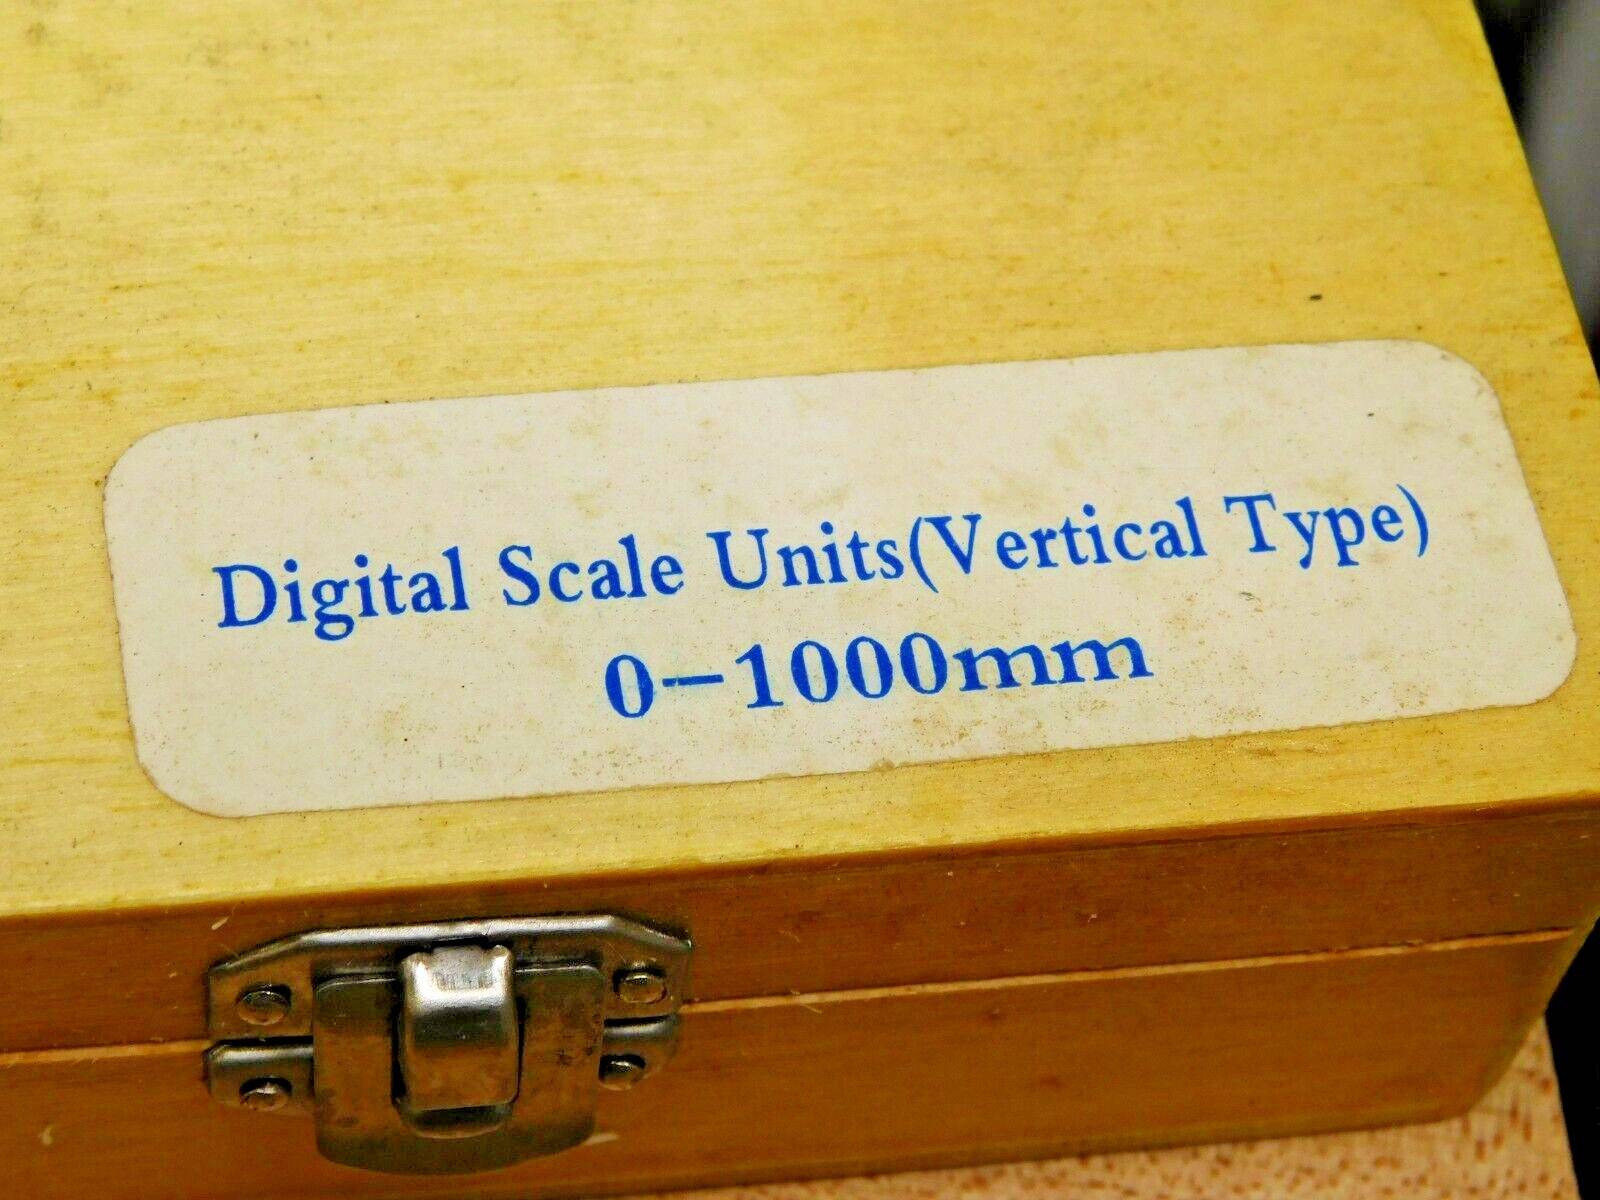 Digital Scale Units(Vertical Type)
0-1000mm